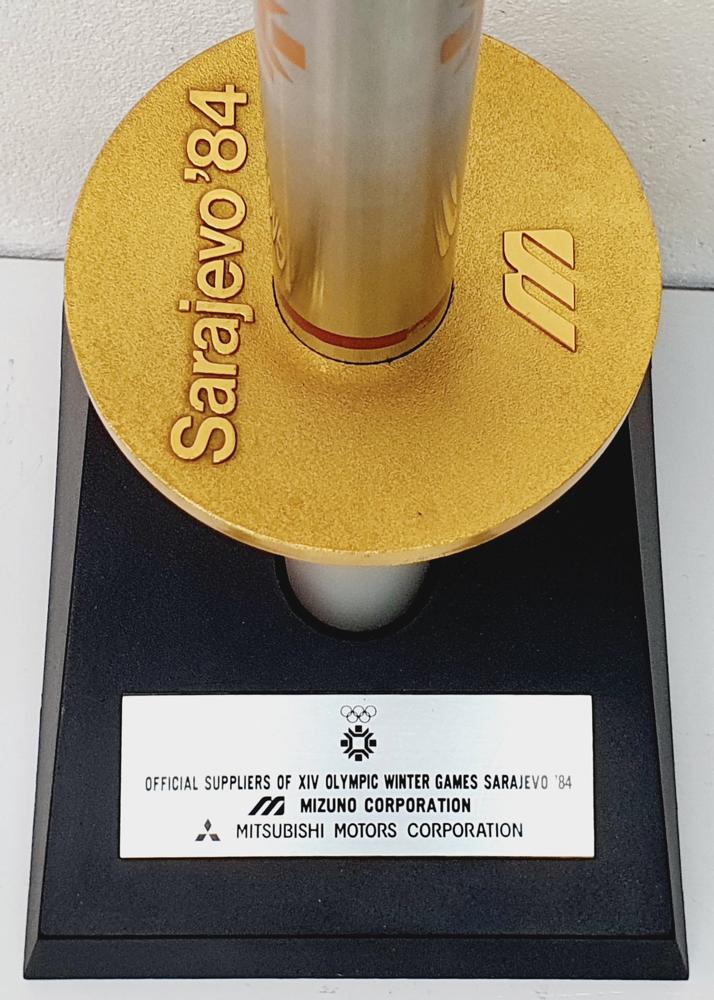 Sarajevo'84
OFFICIAL SUPPLIERS OF XIV OLYMPIC WINTER GAMES SARAJEVO '84
MIZUNO CORPORATION
MITSUBISHI MOTORS CORPORATION